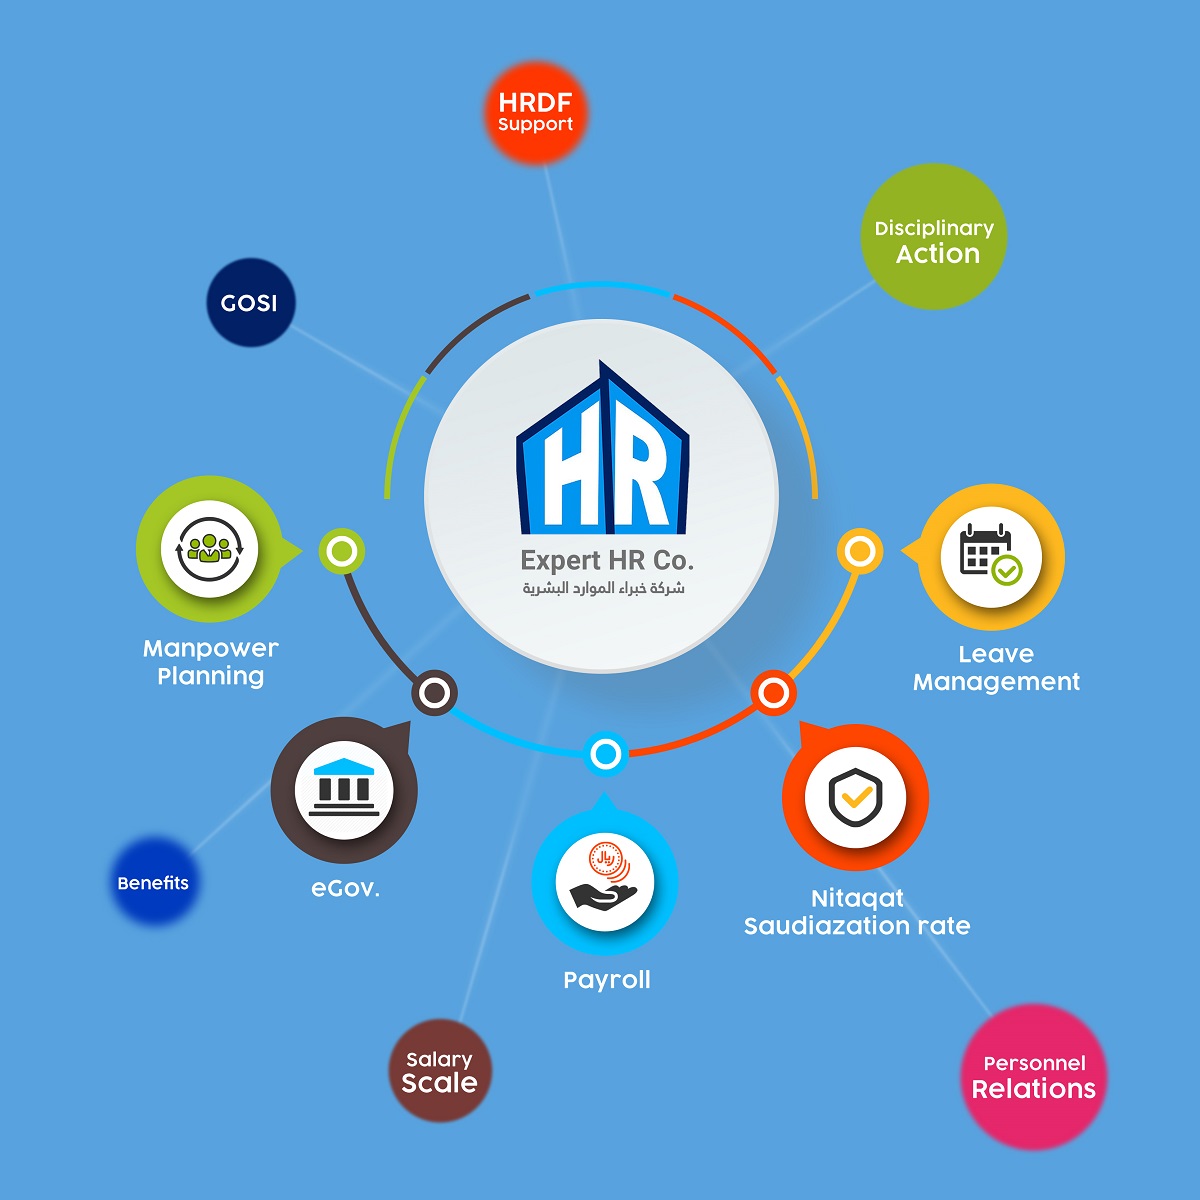 HRDF
Support
Disciplinary
Action
GOSI
HR
Expert HR Co.
شركة خبراء الموارد البشرية
Manpower
Planning
Leave
Management
eGov.
Benefits
ريال
Payroll
Nitaqat
Saudiazation rate
Salary
Scale
Personnel
Relations